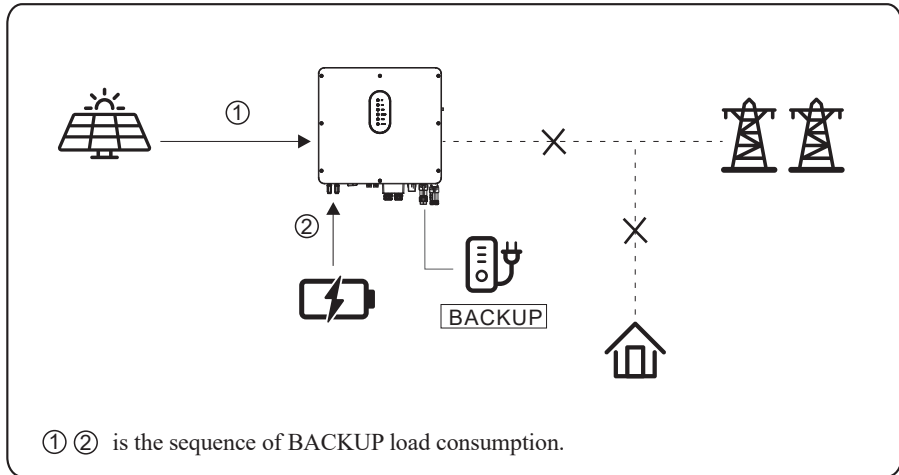 ①
②
BACKUP
① ② is the sequence of BACKUP load consumption.